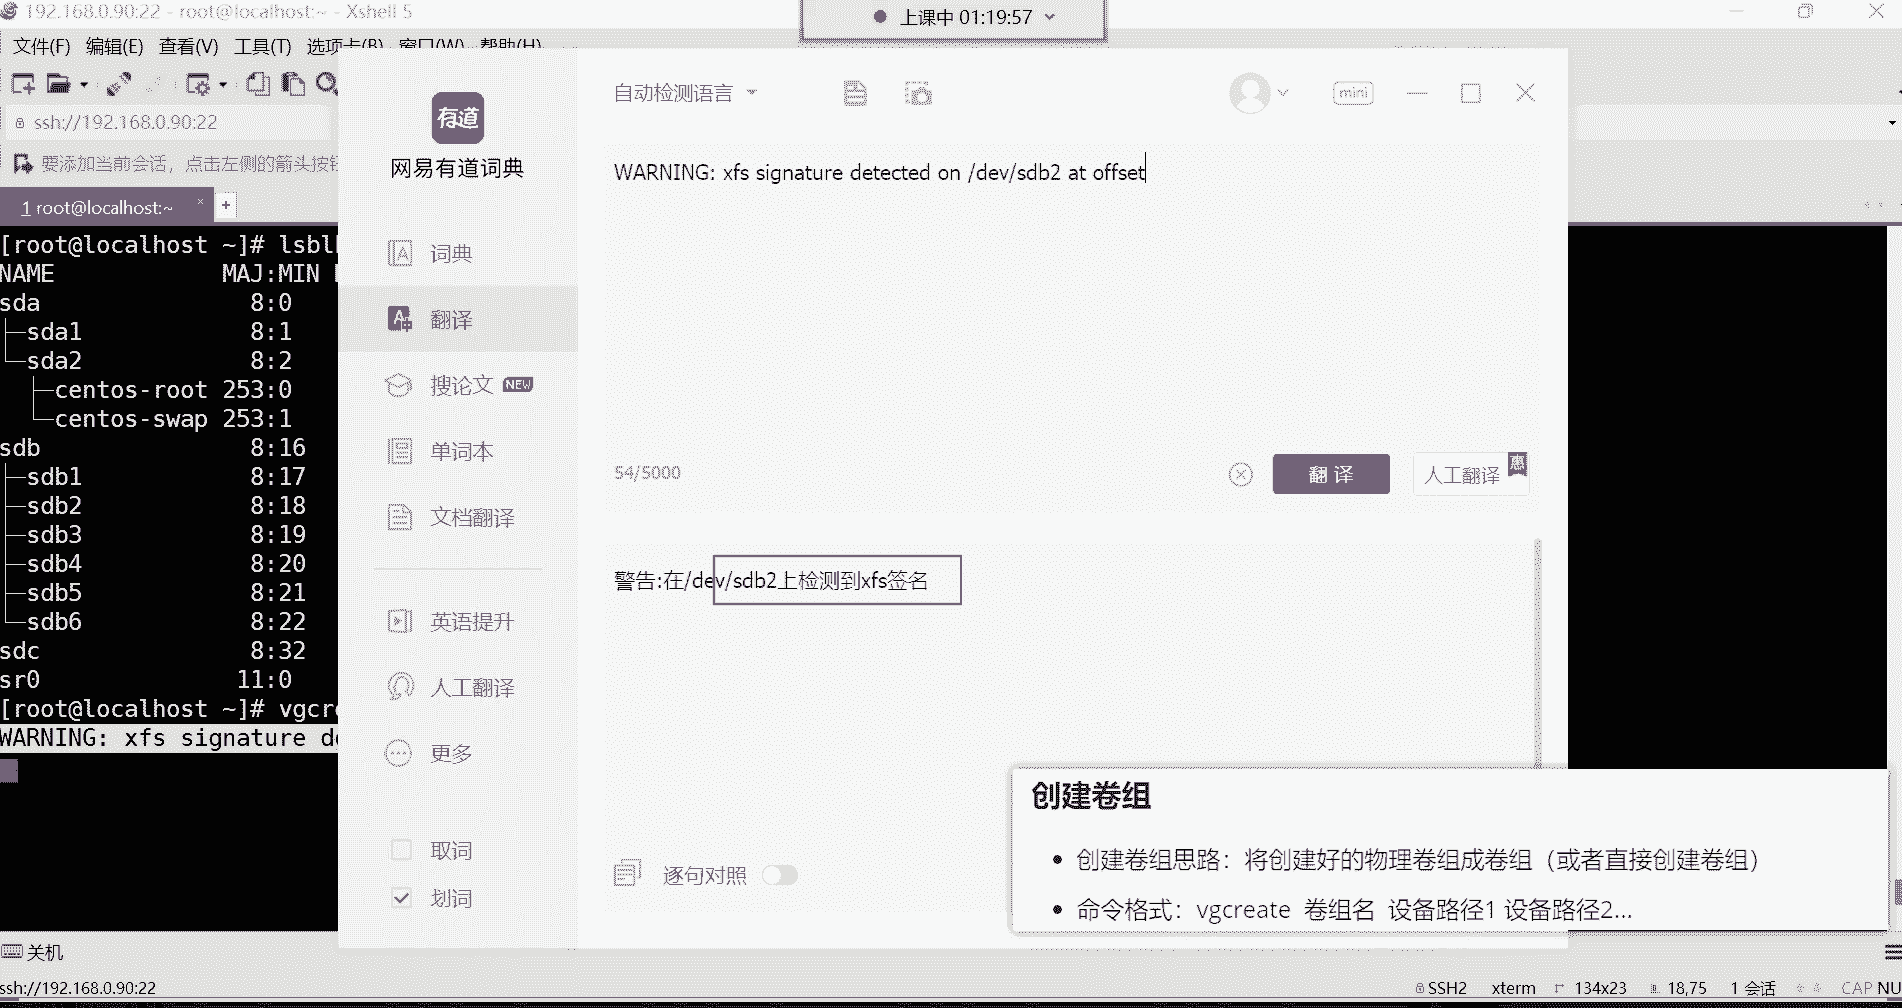 192.168.0.90:22 - root@localhost:~ - Xshell 5
上课中 01:19:57
文件(F) 编辑(E) 查看(V) 工具(T) 选项卡(B) 窗口(W) 帮助(H)
ssh://192.168.0.90:22
要添加当前会话，点击左侧的箭头按钮
1 root@localhost:~ × +
[root@localhost ~]# lsbl
NAME MAJ:MIN
sda 8:0
├─sda1 8:1
└─sda2 8:2
├─centos-root 253:0
└─centos-swap 253:1
sdb 8:16
├─sdb1 8:17
├─sdb2 8:18
├─sdb3 8:19
├─sdb4 8:20
├─sdb5 8:21
└─sdb6 8:22
sdc 8:32
sr0 11:0
[root@localhost ~]# vgcr
WARNING: xfs signature d
有道
网易有道词典
词典
翻译
搜论文 NEW
单词本
文档翻译
英语提升
人工翻译
更多
取词
划词
自动检测语言
mini
WARNING: xfs signature detected on /dev/sdb2 at offset
54/5000
翻 译
人工翻译 惠
警告:在/dev/sdb2上检测到xfs签名
逐句对照
创建卷组
• 创建卷组思路：将创建好的物理卷组成卷组（或者直接创建卷组）
• 命令格式：vgcreate 卷组名 设备路径1 设备路径2...
关机
ssh://192.168.0.90:22
SSH2 xterm 134x23 18,75 1 会话 CAP NU